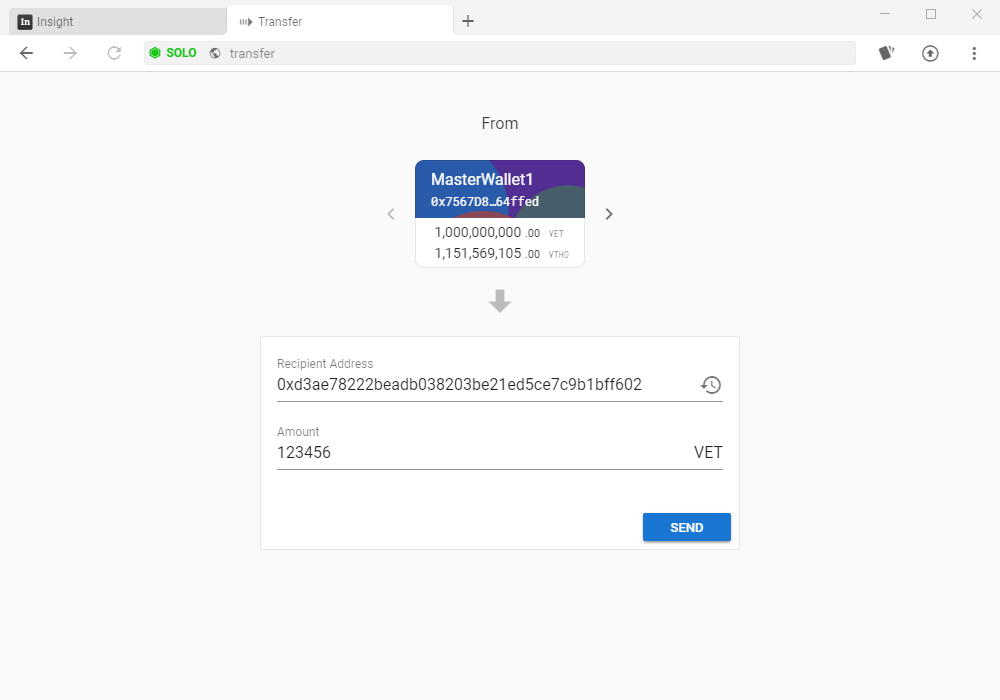 In Insight
Transfer
SOLO transfer
From
MasterWallet1
0x7567D8…64ffed
1,000,000,000 .00 VET
1,151,569,105 .00 VTHO
Recipient Address
0xd3ae78222beadb038203be21ed5ce7c9b1bff602
Amount
123456 VET
SEND